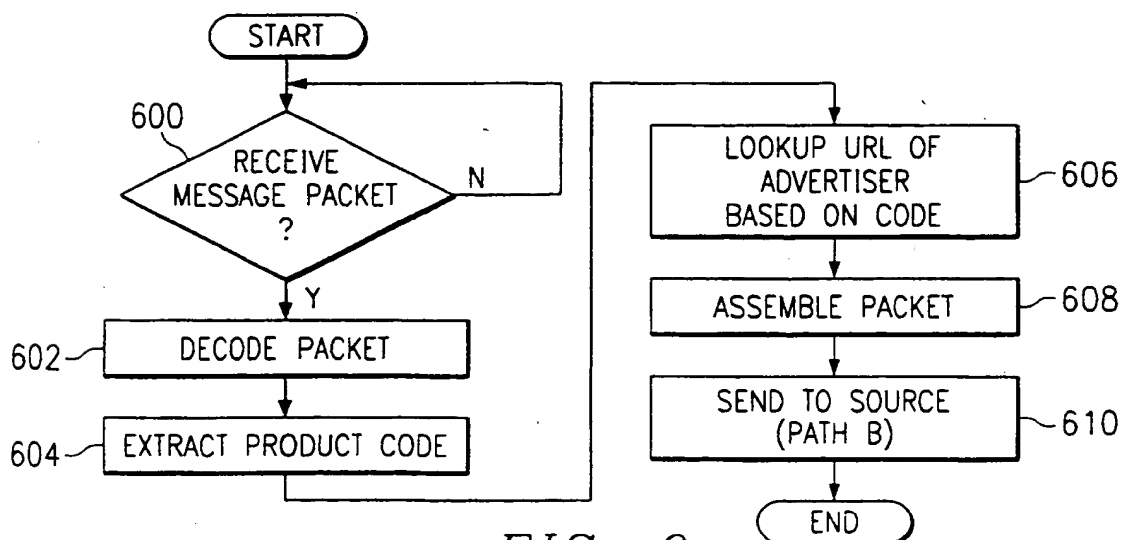 START
600
RECEIVE
MESSAGE PACKET
?
N
Y
602
DECODE PACKET
604
EXTRACT PRODUCT CODE
LOOKUP URL OF
ADVERTISER
BASED ON CODE
606
ASSEMBLE PACKET
608
SEND TO SOURCE
(PATH B)
610
END